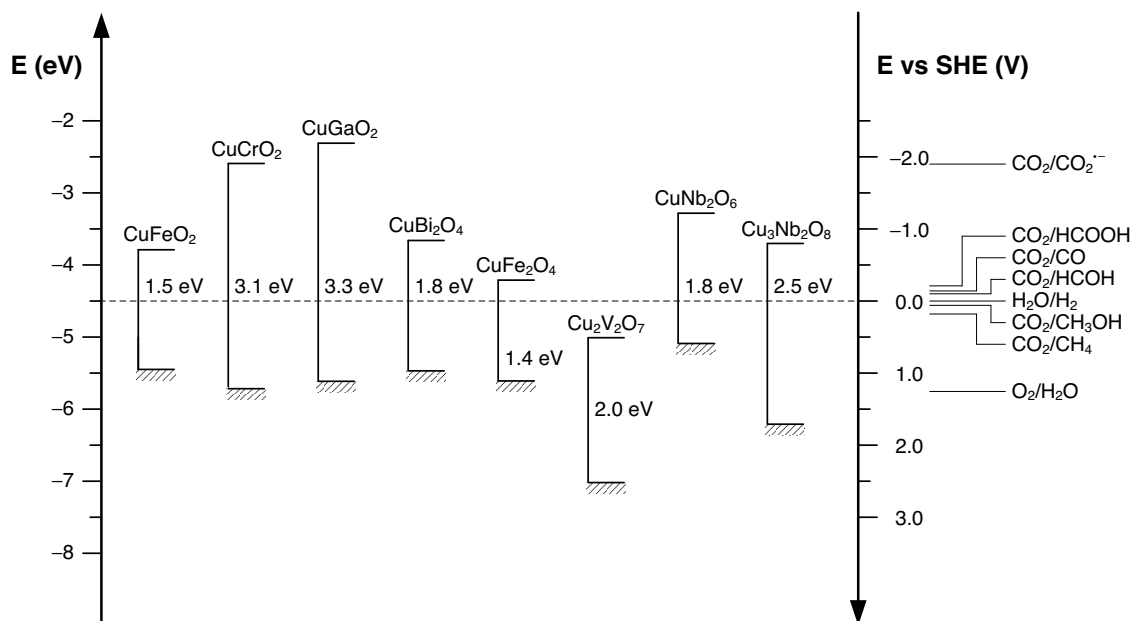 E (eV)
E vs SHE (V)
−2
−3
−4
−5
−6
−7
−8
CuFeO₂
1.5 eV
CuCrO₂
3.1 eV
CuGaO₂
3.3 eV
CuBi₂O₄
1.8 eV
CuFe₂O₄
1.4 eV
Cu₂V₂O₇
2.0 eV
CuNb₂O₆
1.8 eV
Cu₃Nb₂O₈
2.5 eV
−2.0
−1.0
0.0
1.0
2.0
3.0
CO₂/CO₂•−
CO₂/HCOOH
CO₂/CO
CO₂/HCOH
H₂O/H₂
CO₂/CH₃OH
CO₂/CH₄
O₂/H₂O